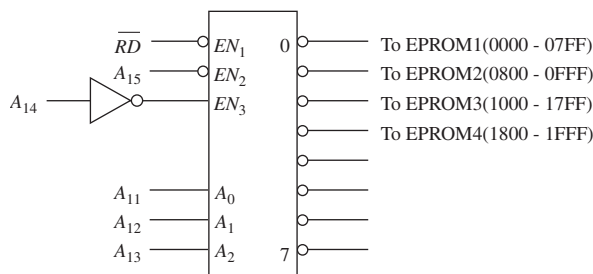 $\overline{RD}$ EN₁ 0 To EPROM1(0000 - 07FF)
A₁₅ EN₂ To EPROM2(0800 - 0FFF)
A₁₄ EN₃ To EPROM3(1000 - 17FF)
To EPROM4(1800 - 1FFF)
A₁₁ A₀
A₁₂ A₁
A₁₃ A₂ 7